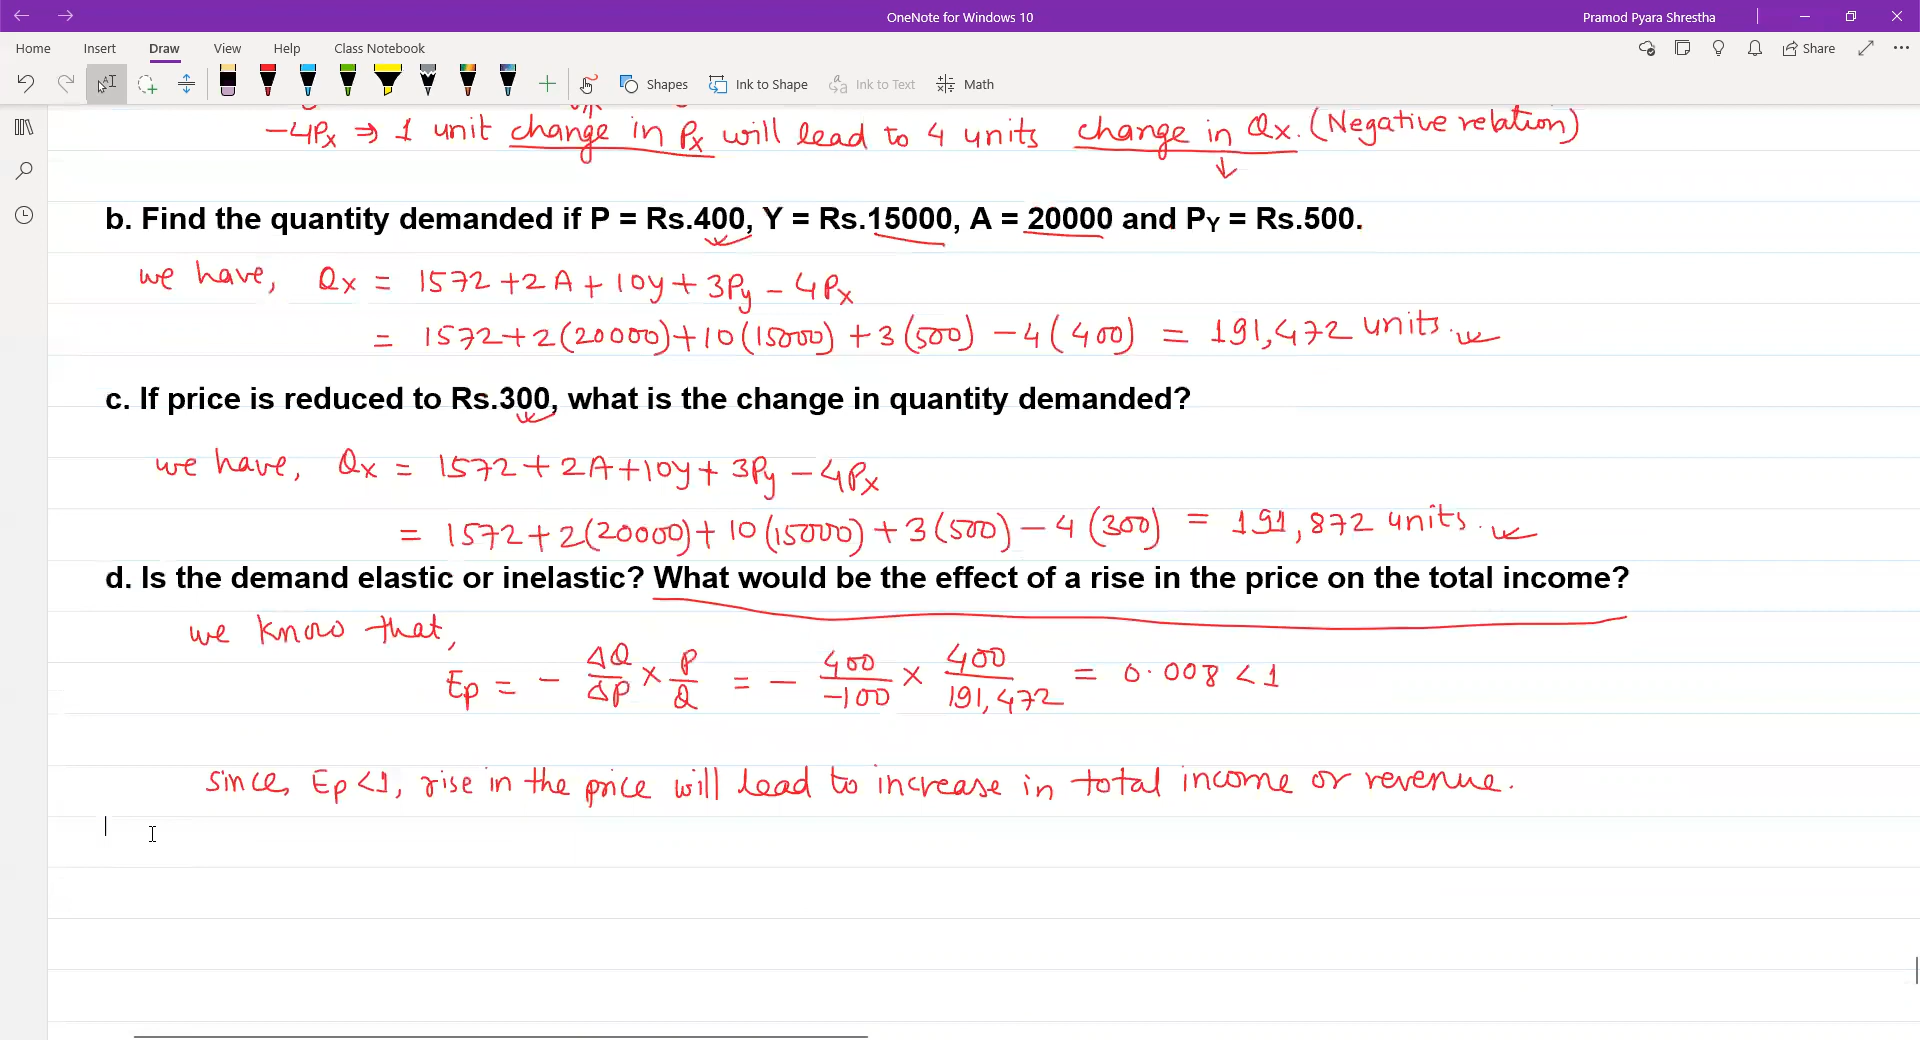 OneNote for Windows 10
Pramod Pyara Shrestha
Home Insert Draw View Help Class Notebook
Share
Shapes Ink to Shape Ink to Text Math
-4Px ⇒ 1 unit change in Px will lead to 4 units change in Qx. (Negative relation)
b. Find the quantity demanded if P = Rs.400, Y = Rs.15000, A = 20000 and PY = Rs.500.
we have, Qx = 1572 + 2A + 10y + 3Py - 4Px
= 1572 + 2(20000) + 10(15000) + 3(500) - 4(400) = 191,472 units.
c. If price is reduced to Rs.300, what is the change in quantity demanded?
we have, Qx = 1572 + 2A + 10y + 3Py - 4Px
= 1572 + 2(20000) + 10(15000) + 3(500) - 4(300) = 191,872 units.
d. Is the demand elastic or inelastic? What would be the effect of a rise in the price on the total income?
we know that,
Ep = - ΔQ/ΔP × P/Q = - 400/-100 × 400/191,472 = 0.008 < 1
since, Ep < 1, rise in the price will lead to increase in total income or revenue.